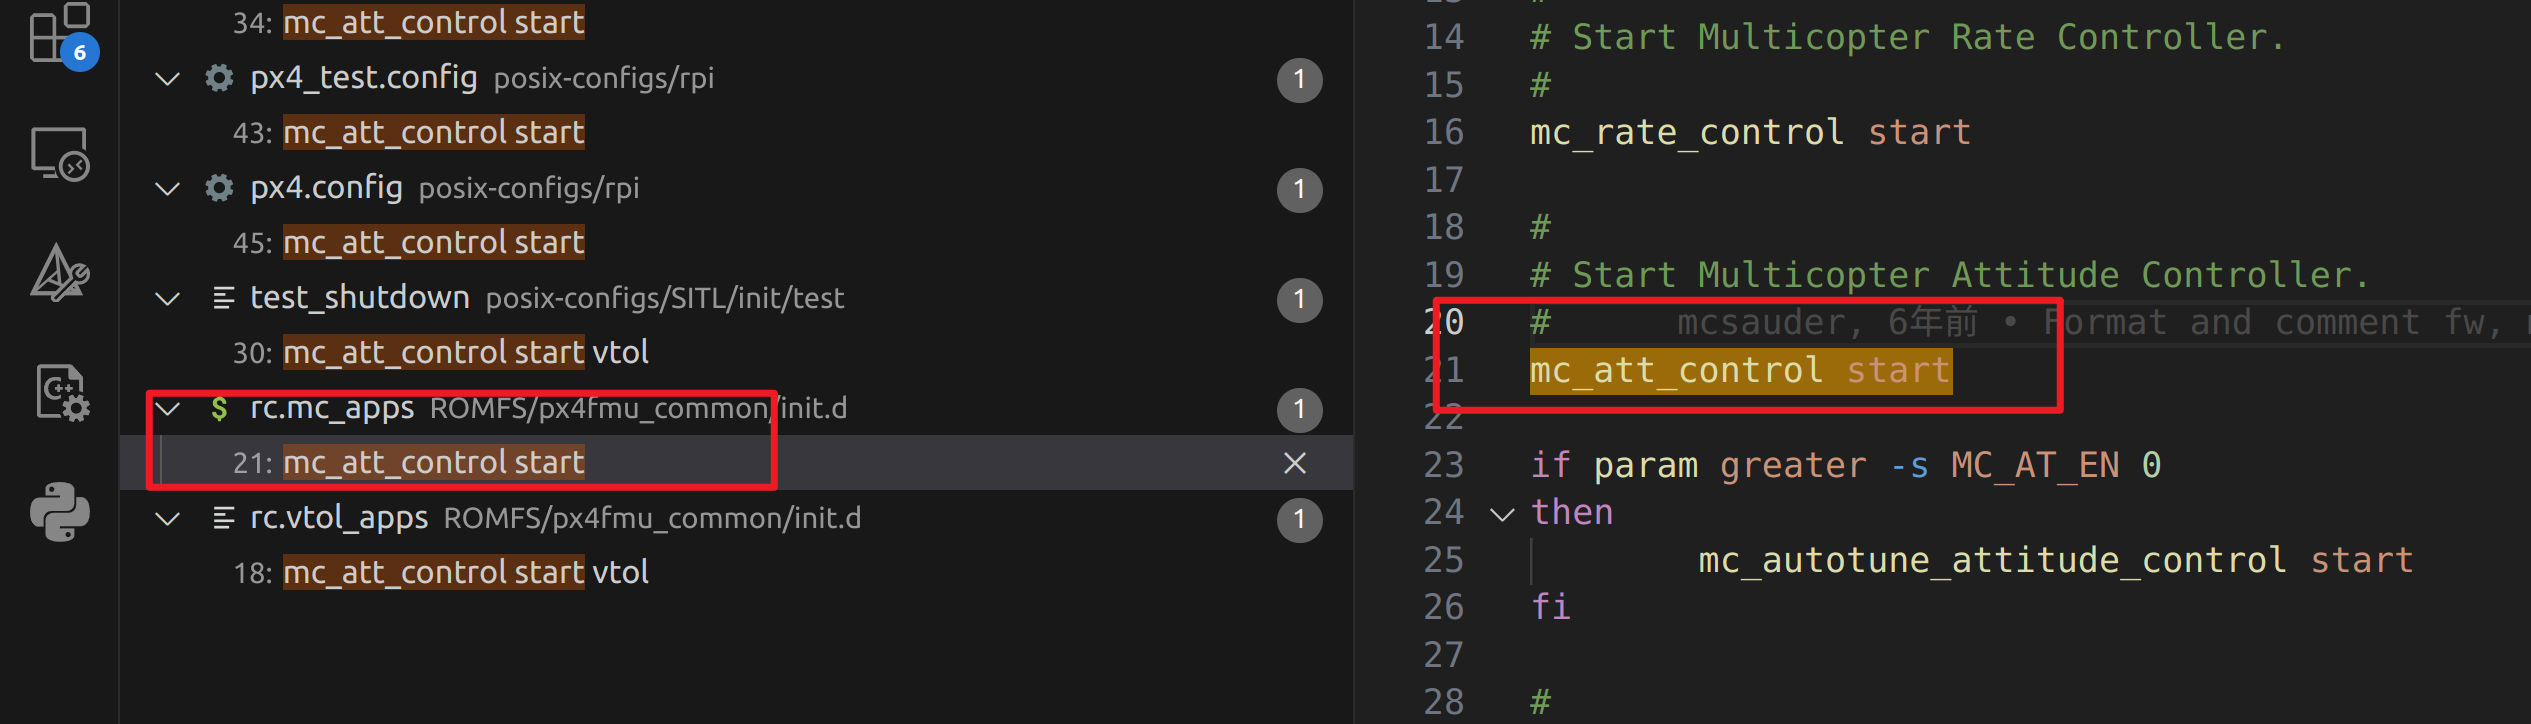 6
34: mc_att_control start
px4_test.config posix-configs/rpi 1
43: mc_att_control start
px4.config posix-configs/rpi 1
45: mc_att_control start
test_shutdown posix-configs/SITL/init/test 1
30: mc_att_control start vtol
$ rc.mc_apps ROMFS/px4fmu_common/init.d 1
21: mc_att_control start
rc.vtol_apps ROMFS/px4fmu_common/init.d 1
18: mc_att_control start vtol
14 # Start Multicopter Rate Controller.
15 #
16 mc_rate_control start
17
18 #
19 # Start Multicopter Attitude Controller.
20 # mcsauder, 6年前 • Format and comment fw,
21 mc_att_control start
22
23 if param greater -s MC_AT_EN 0
24 then
25 mc_autotune_attitude_control start
26 fi
27
28 #